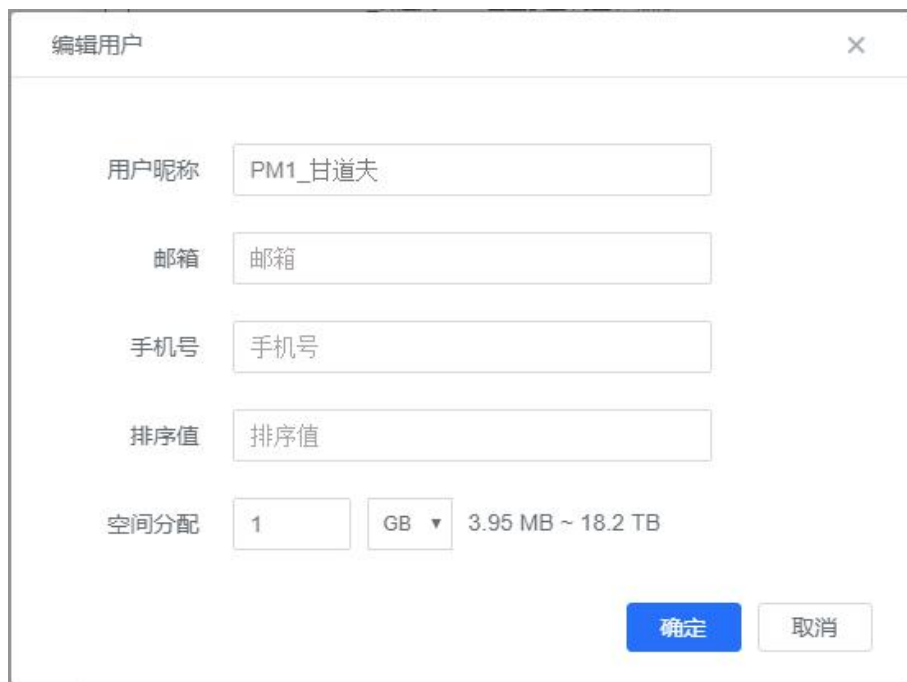 编辑用户 ×
用户昵称 PM1_甘道夫
邮箱 邮箱
手机号 手机号
排序值 排序值
空间分配 1 GB ▼ 3.95 MB ~ 18.2 TB
确定 取消